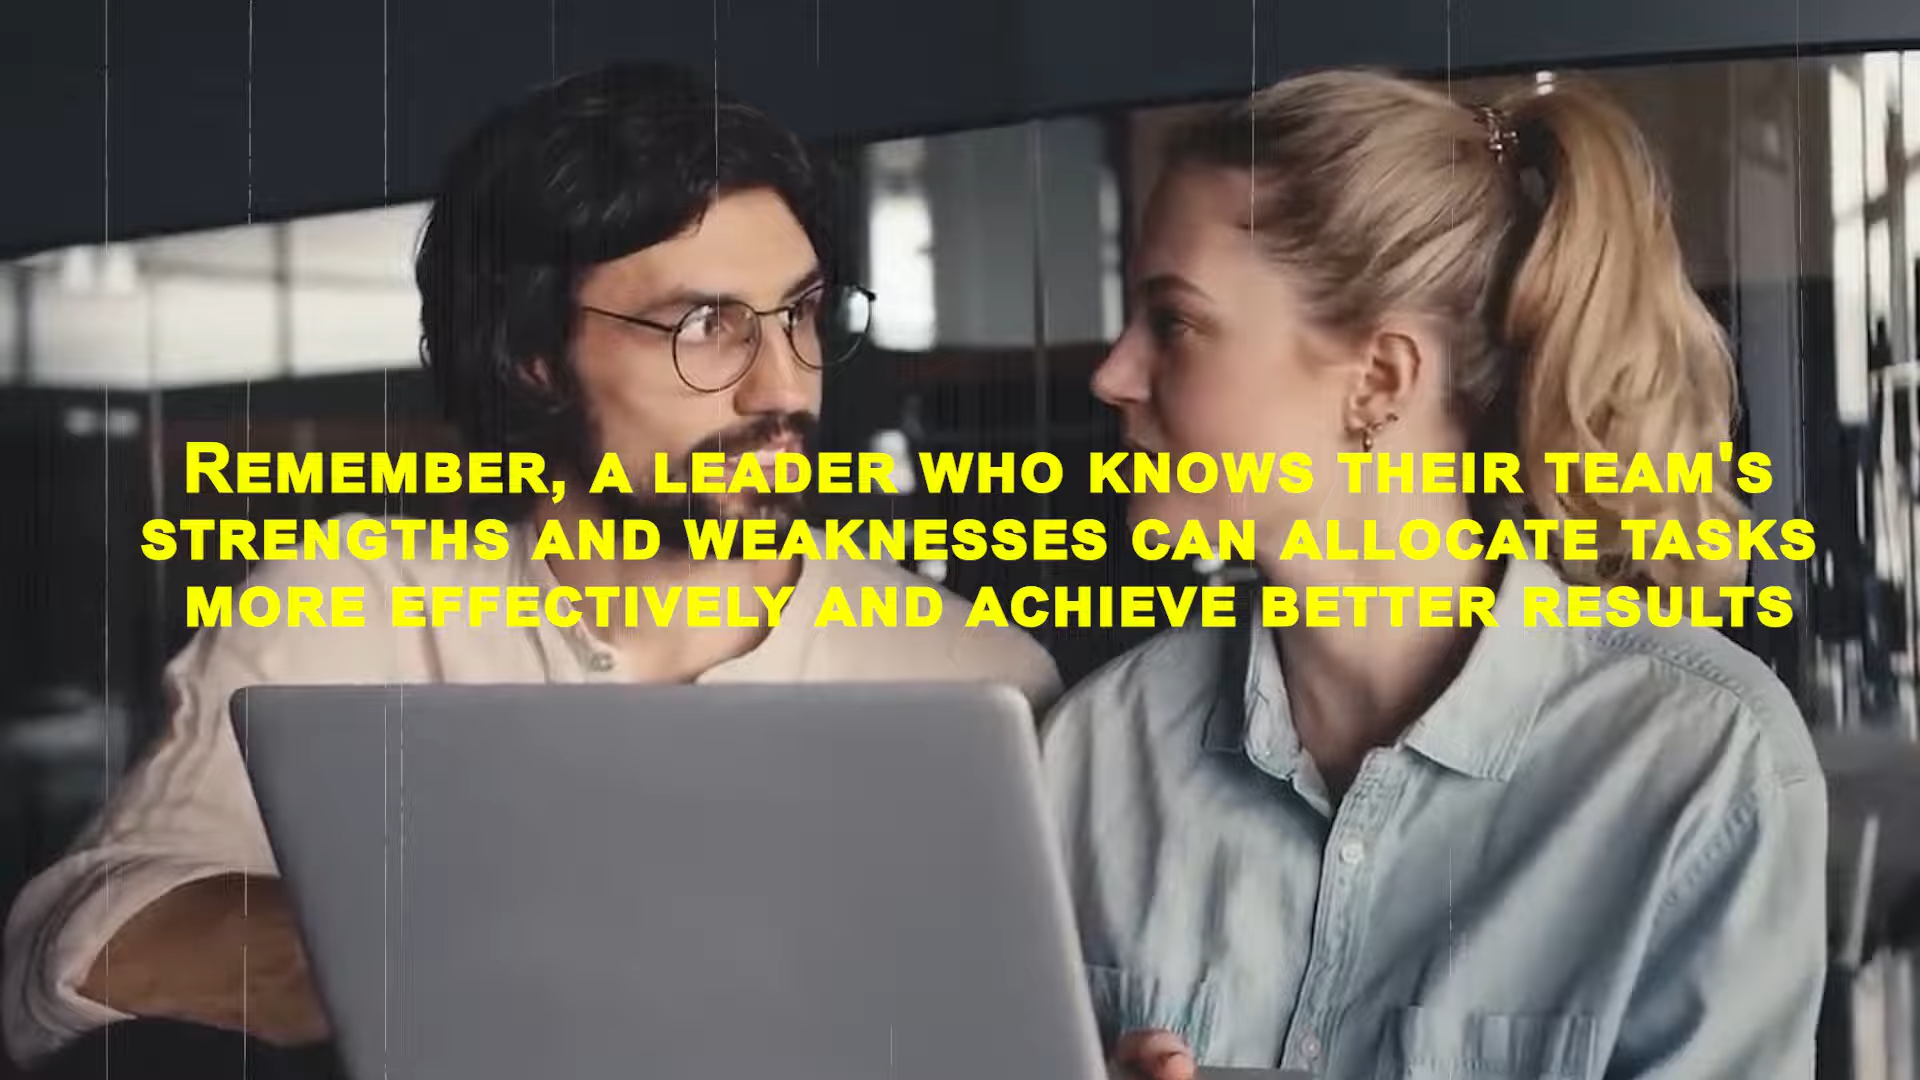 Remember, a leader who knows their team's
strengths and weaknesses can allocate tasks
more effectively and achieve better results